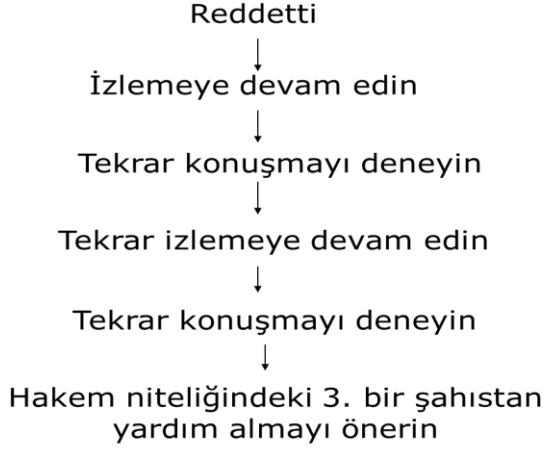 Reddetti
İzlemeye devam edin
Tekrar konuşmayı deneyin
Tekrar izlemeye devam edin
Tekrar konuşmayı deneyin
Hakem niteliğindeki 3. bir şahıstan
yardım almayı önerin